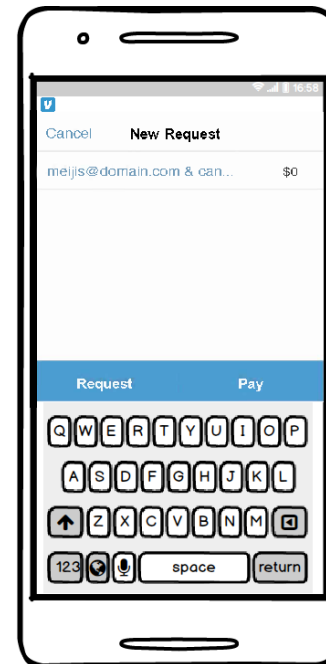 16:58
V
Cancel New Request
meijis@domain.com & can... $0
Request Pay
Q W E R T Y U I O P
A S D F G H J K L
Z X C V B N M
123 space return